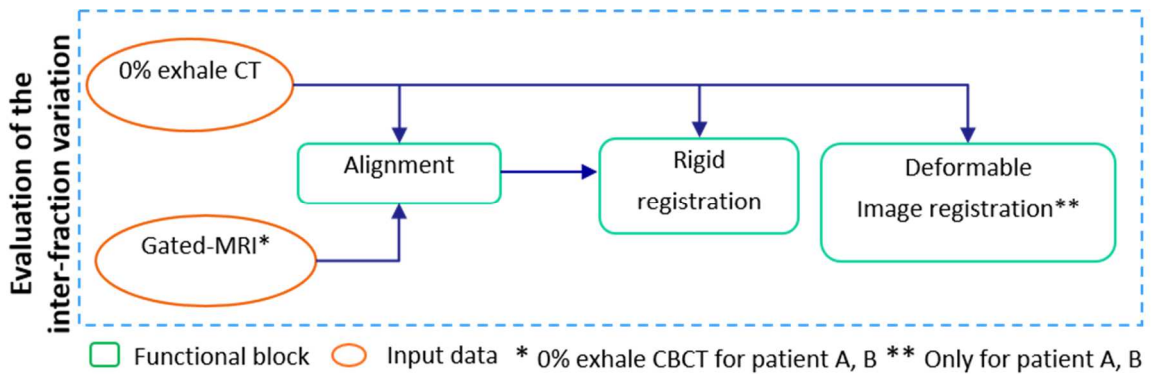 Evaluation of the
inter-fraction variation
0% exhale CT
Alignment
Rigid
registration
Deformable
Image registration**
Gated-MRI*
Functional block
Input data
* 0% exhale CBCT for patient A, B
** Only for patient A, B